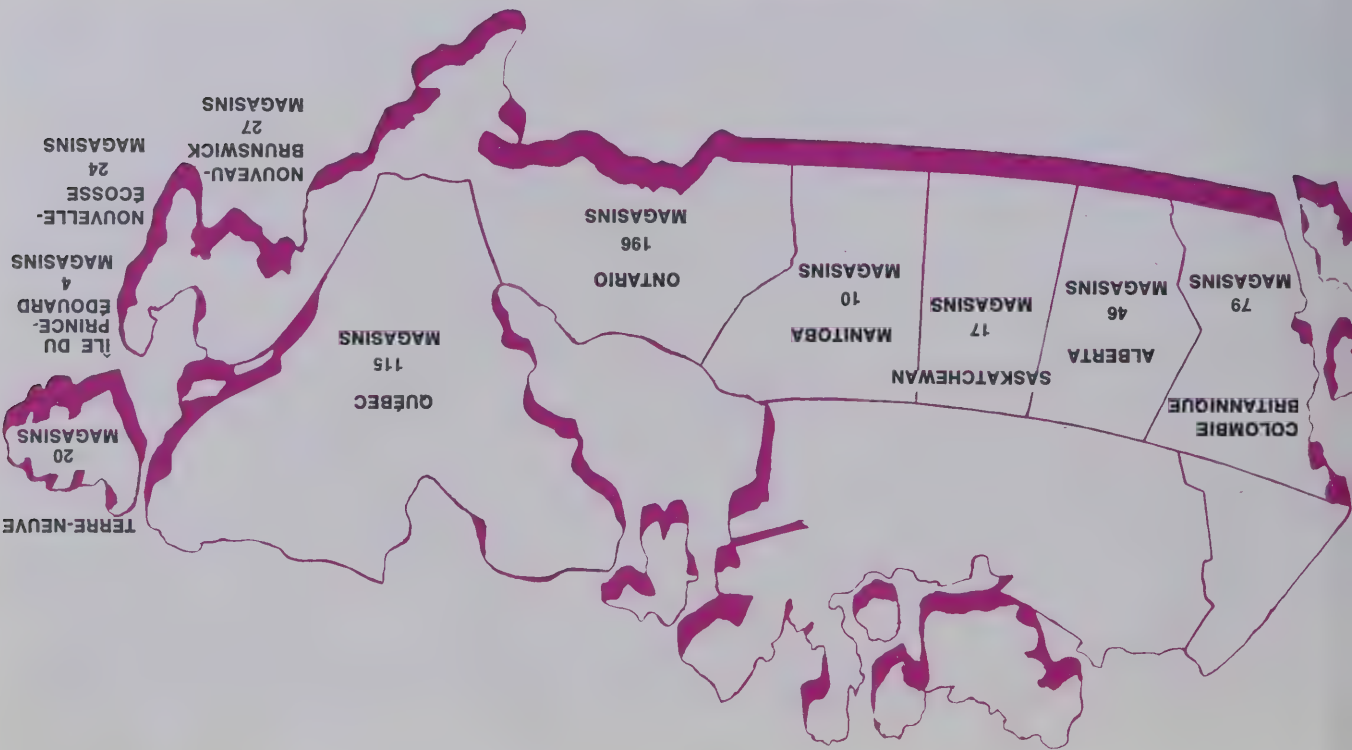 COLOMBIE
BRITANNIQUE
79
MAGASINS
ALBERTA
46
MAGASINS
SASKATCHEWAN
17
MAGASINS
MANITOBA
10
MAGASINS
ONTARIO
196
MAGASINS
QUÉBEC
115
MAGASINS
TERRE-NEUVE
20
MAGASINS
ÎLE DU
PRINCE-
ÉDOUARD
4
MAGASINS
NOUVELLE-
ÉCOSSE
24
MAGASINS
NOUVEAU-
BRUNSWICK
27
MAGASINS